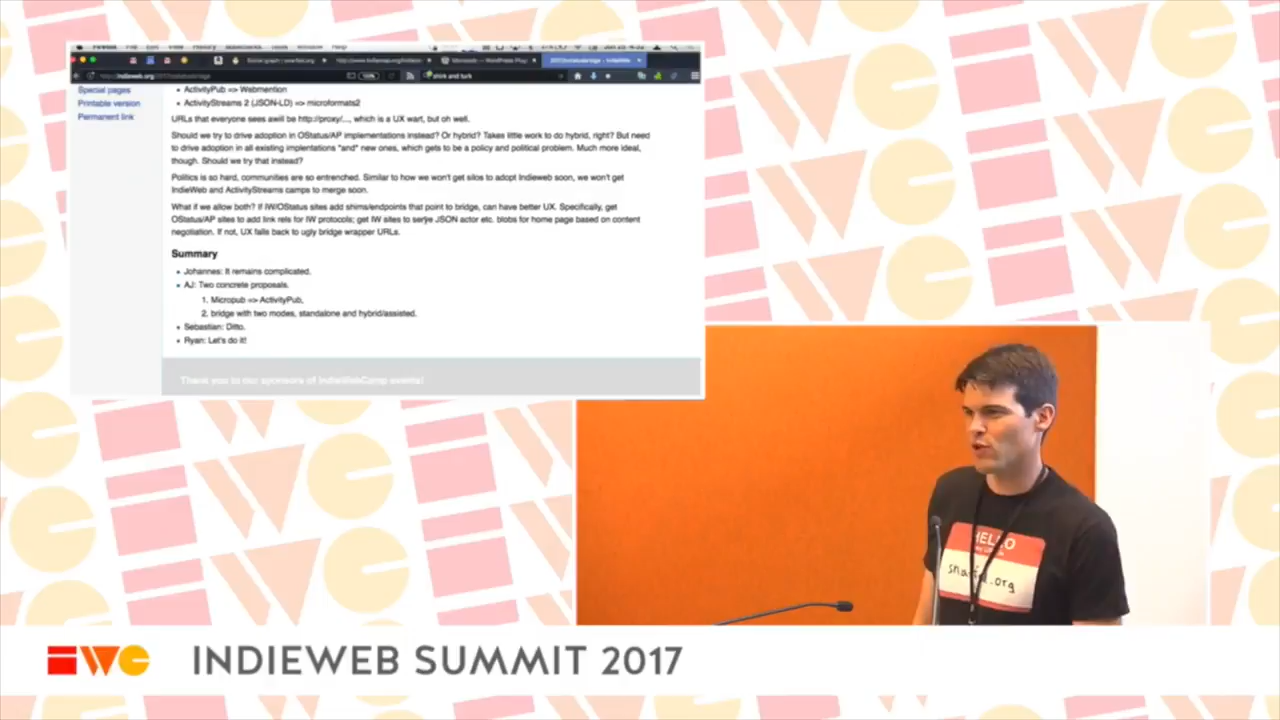 Special pages
Printable version
Permanent link
• ActivityPub => Webmention
• ActivityStreams 2 (JSON-LD) => microformats2
URLs that everyone sees awill be http://proxy/..., which is a UX wart, but oh well.
Should we try to drive adoption in OStatus/AP implementations instead? Or hybrid? Takes little work to do hybrid, right? But need
to drive adoption in all existing implentations *and* new ones, which gets to be a policy and political problem. Much more ideal,
though. Should we try that instead?
Politics is so hard, communities are so entrenched. Similar to how we won't get silos to adopt Indieweb soon, we won't get
IndieWeb and ActivityStreams camps to merge soon.
What if we allow both? If IW/OStatus sites add shims/endpoints that point to bridge, can have better UX. Specifically, get
OStatus/AP sites to add link rels for IW protocols; get IW sites to serve JSON actor etc. blobs for home page based on content
negotiation. If not, UX falls back to ugly bridge wrapper URLs.
Summary
• Johannes: It remains complicated.
• AJ: Two concrete proposals.
1. Micropub => ActivityPub,
2. bridge with two modes, standalone and hybrid/assisted.
• Sebastian: Ditto.
• Ryan: Let's do it!
Thank you to our sponsors of IndieWebCamp events!
HELLO
.org
INDIEWEB SUMMIT 2017